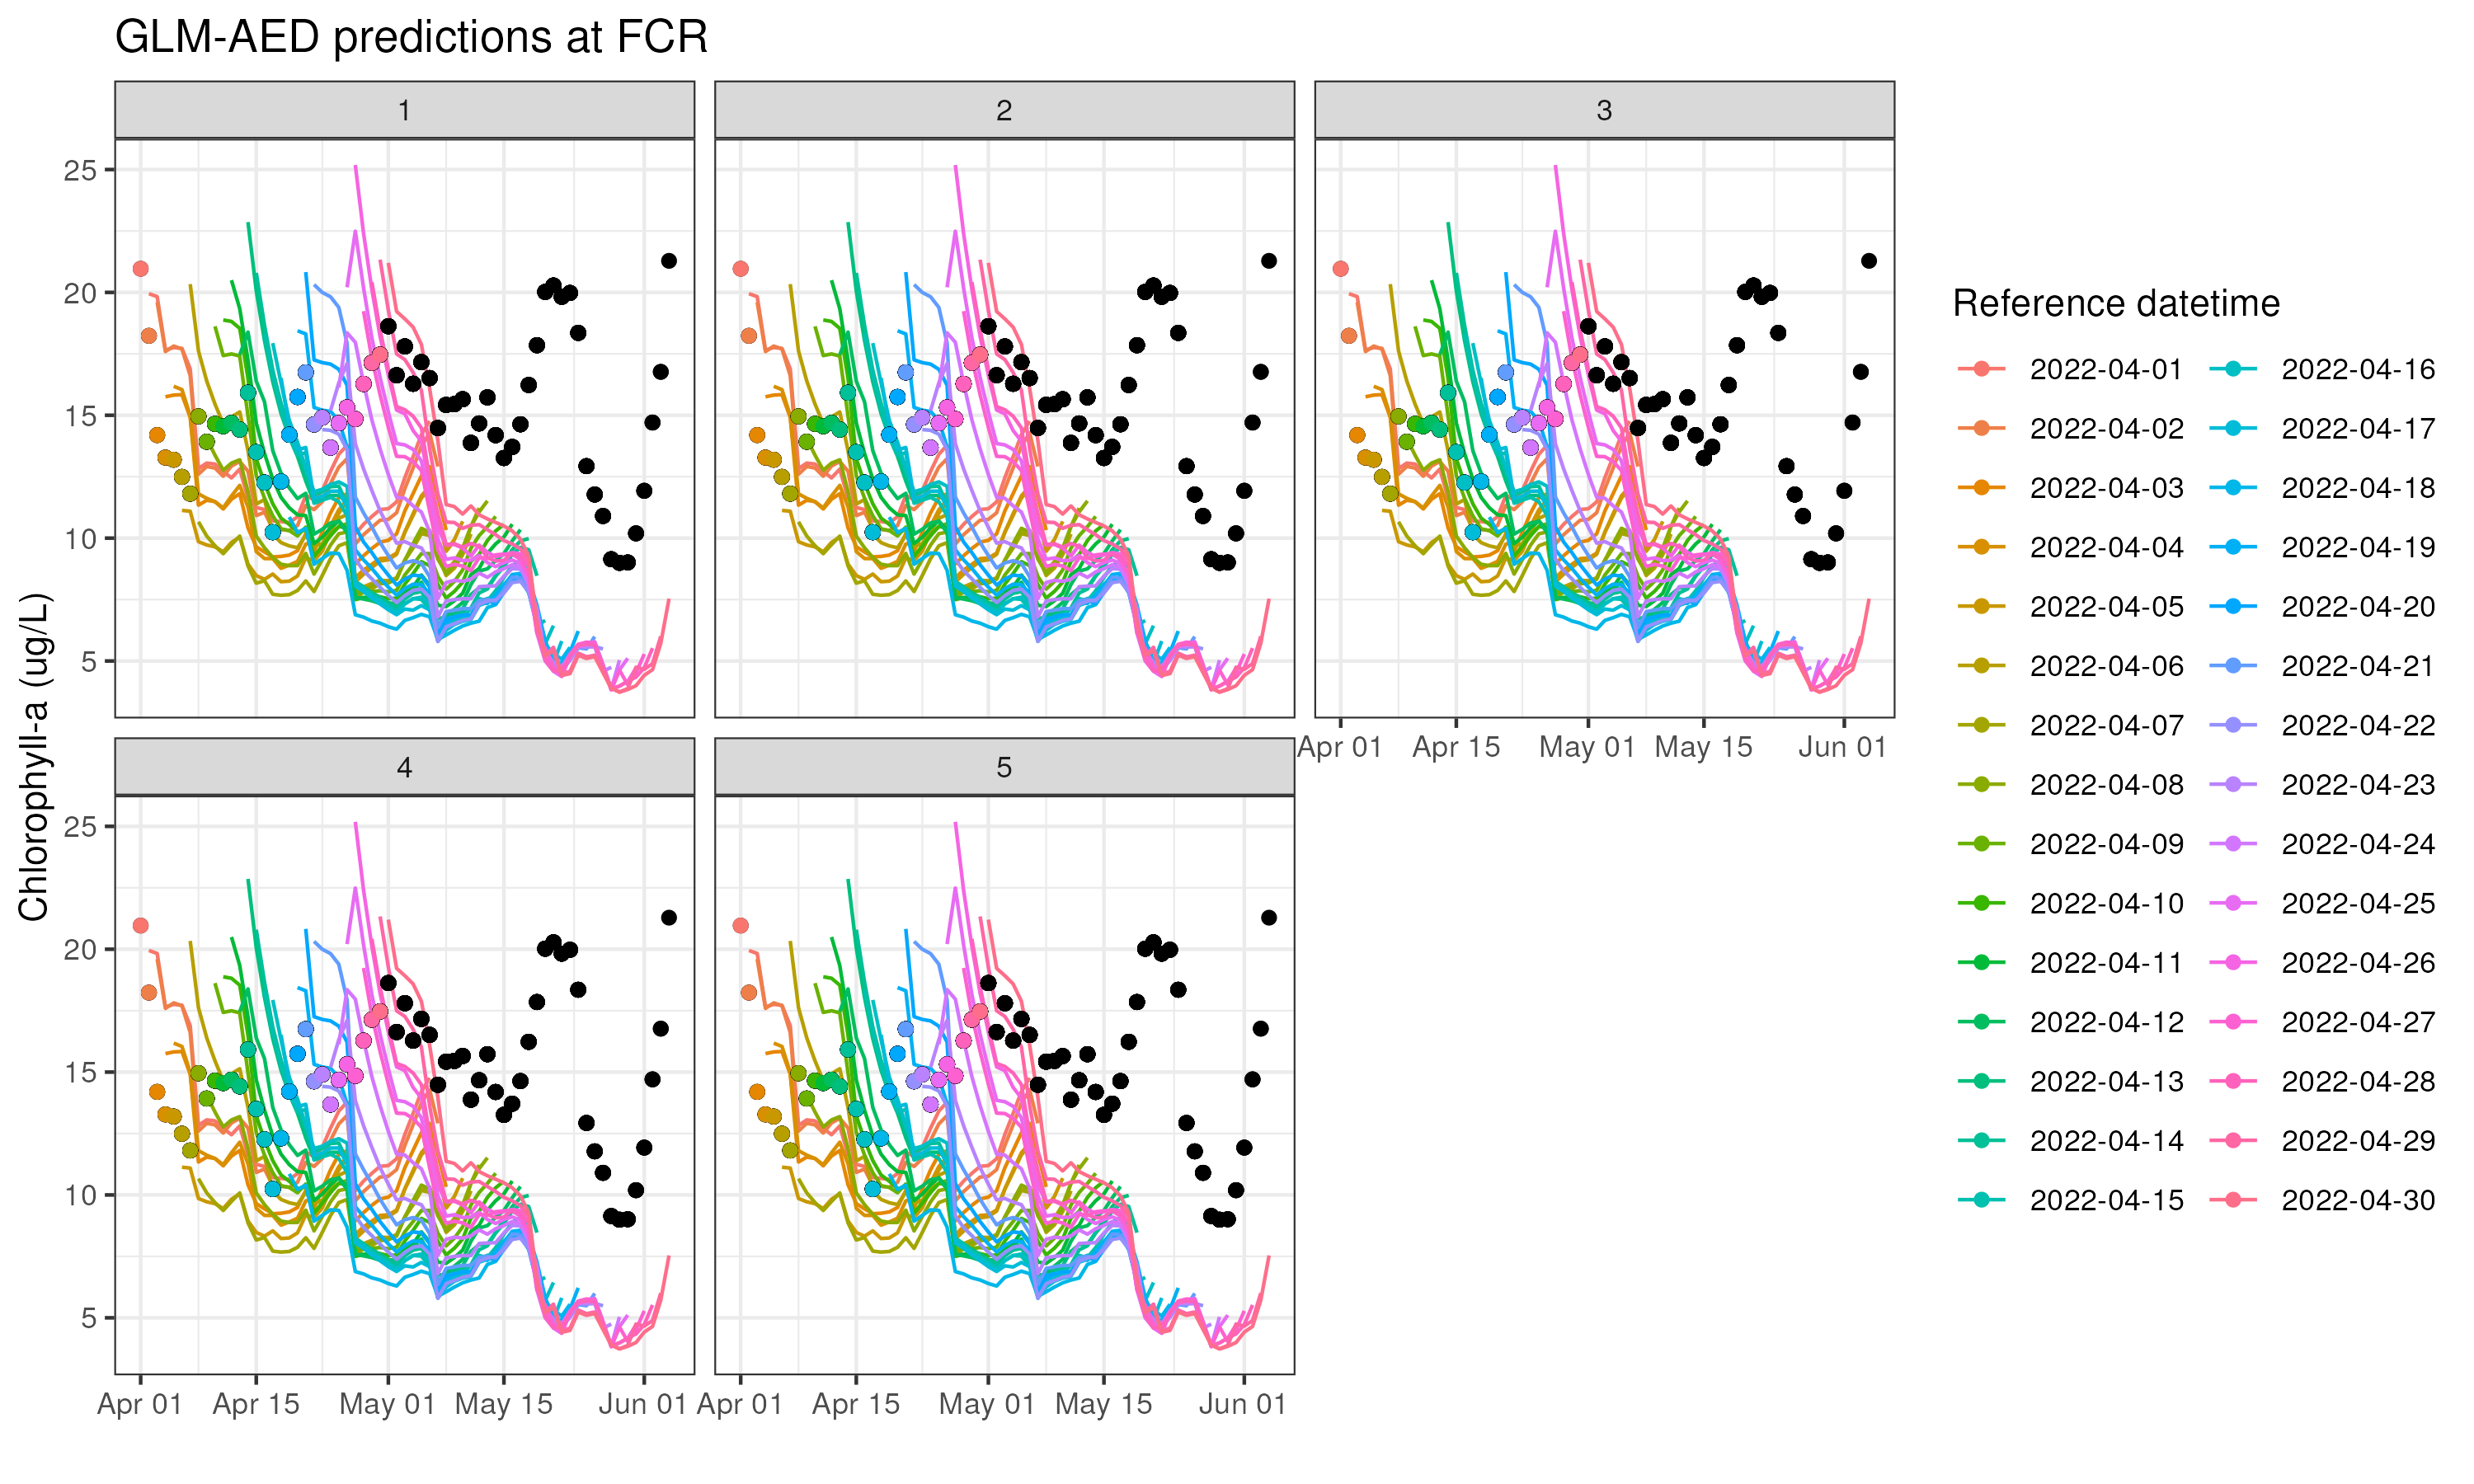 GLM-AED predictions at FCR
1
2
3
25
20
15
10
5
Apr 01
Apr 15
May 01
May 15
Jun 01
4
5
25
20
15
10
5
Apr 01
Apr 15
May 01
May 15
Jun 01
Apr 01
Apr 15
May 01
May 15
Jun 01
Chlorophyll-a (ug/L)
Reference datetime
2022-04-01
2022-04-02
2022-04-03
2022-04-04
2022-04-05
2022-04-06
2022-04-07
2022-04-08
2022-04-09
2022-04-10
2022-04-11
2022-04-12
2022-04-13
2022-04-14
2022-04-15
2022-04-16
2022-04-17
2022-04-18
2022-04-19
2022-04-20
2022-04-21
2022-04-22
2022-04-23
2022-04-24
2022-04-25
2022-04-26
2022-04-27
2022-04-28
2022-04-29
2022-04-30